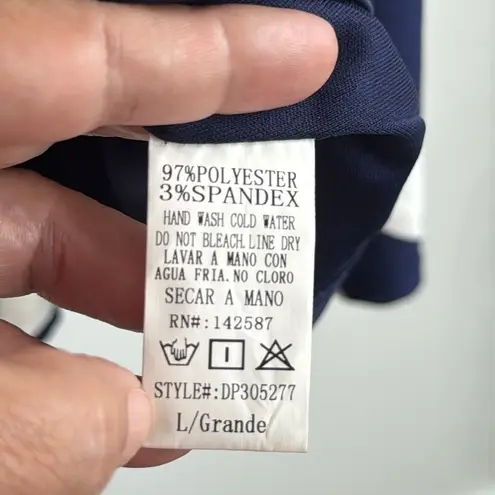 97%POLYESTER
3%SPANDEX
HAND WASH COLD WATER
DO NOT BLEACH.LINE DRY
LAVAR A MANO CON
AGUA FRIA.NO CLORO
SECAR A MANO
RN#:142587
STYLE#:DP305277
L/Grande